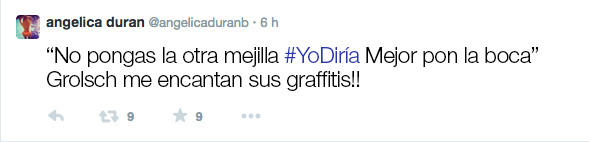 angelica duran @angelicaduranb · 6 h
“No pongas la otra mejilla #YoDiría Mejor pon la boca”
Grolsch me encantan sus graffitis!!
9 9